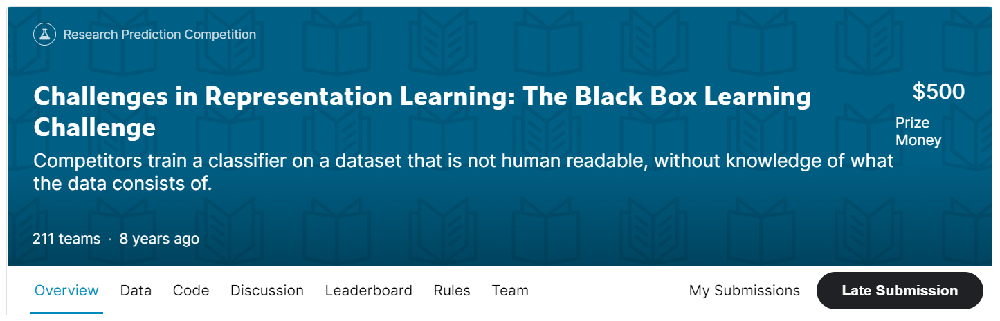 Research Prediction Competition
Challenges in Representation Learning: The Black Box Learning
Challenge
$500
Prize
Money
Competitors train a classifier on a dataset that is not human readable, without knowledge of what
the data consists of.
211 teams · 8 years ago
Overview Data Code Discussion Leaderboard Rules Team My Submissions Late Submission